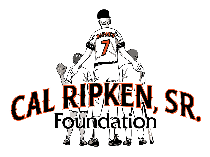 7
CAL RIPKEN, SR.
Foundation